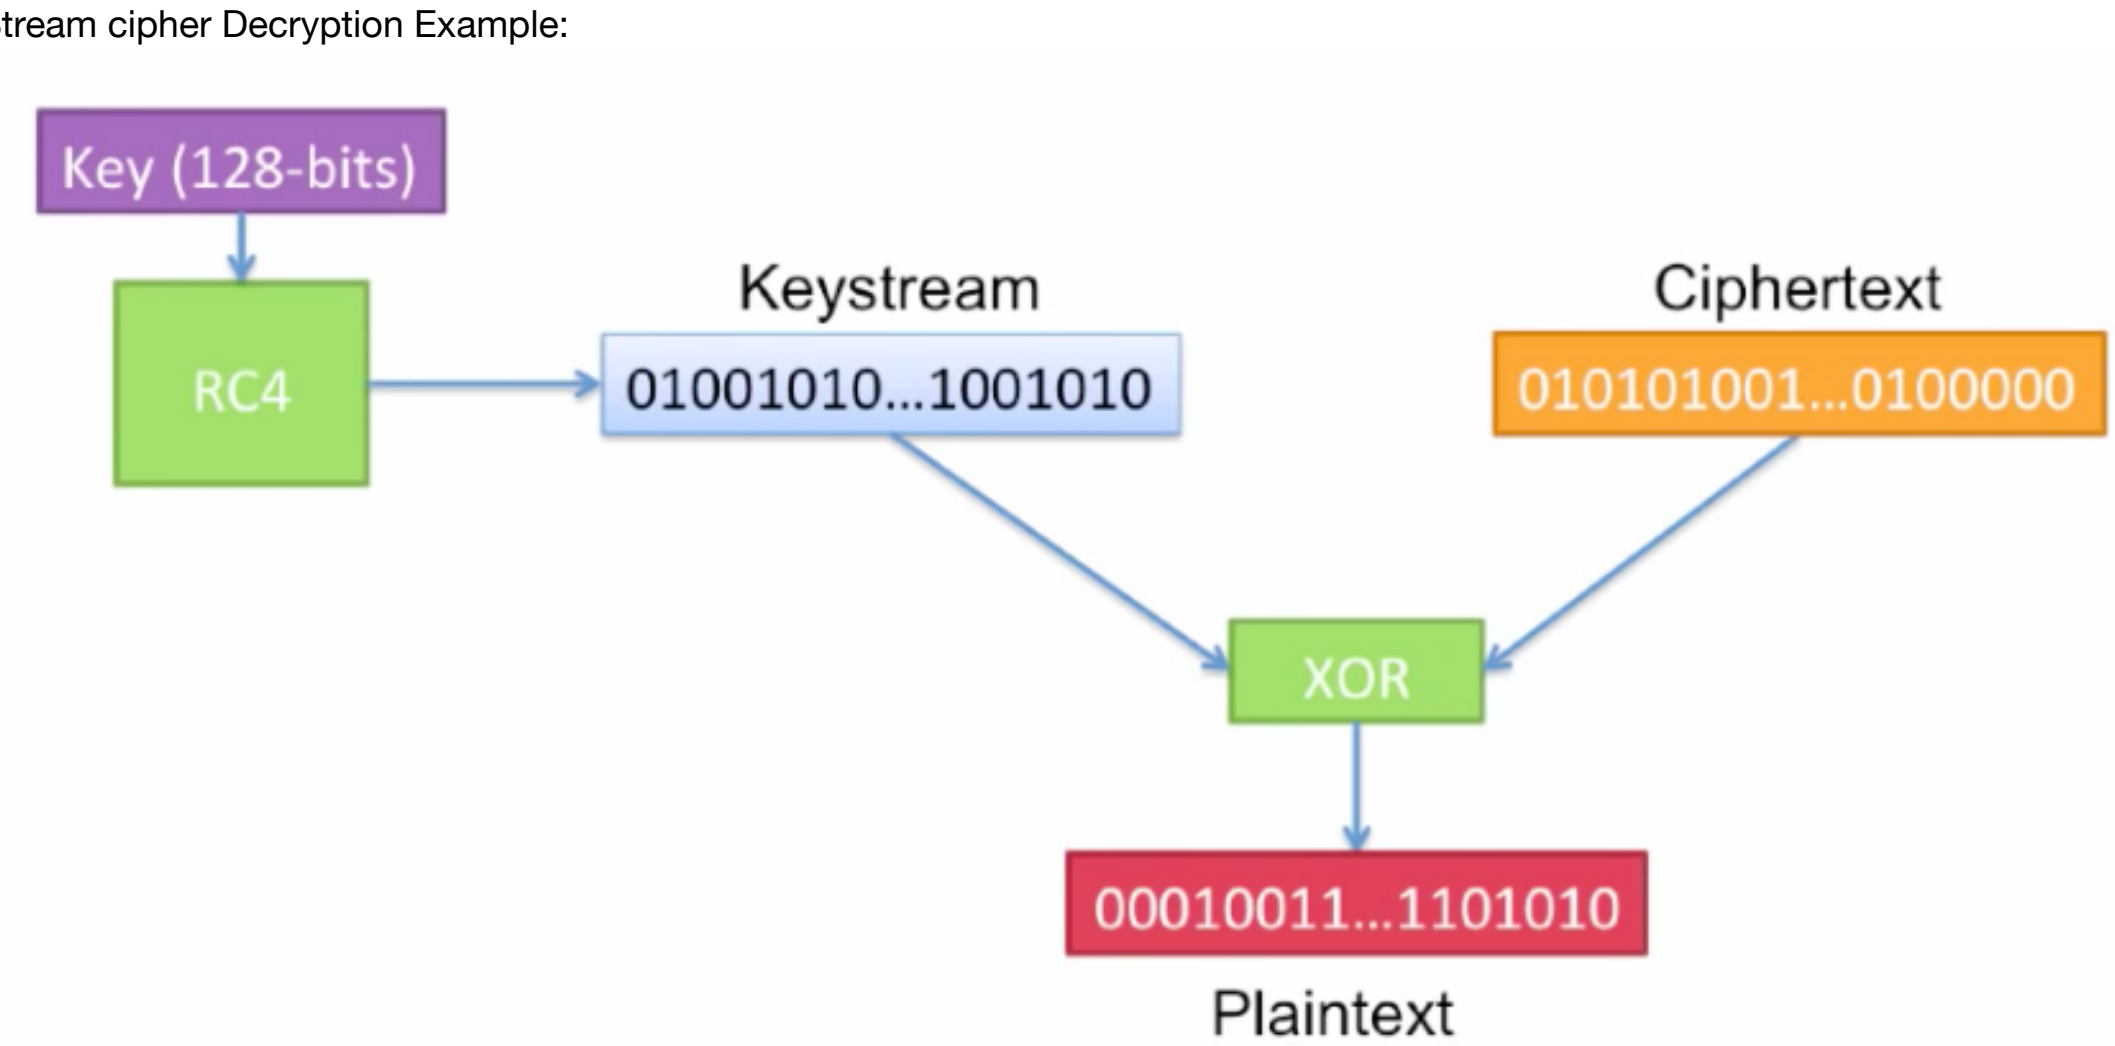 tream cipher Decryption Example:
Key (128-bits)
RC4
Keystream
01001010...1001010
Ciphertext
010101001...0100000
XOR
00010011...1101010
Plaintext